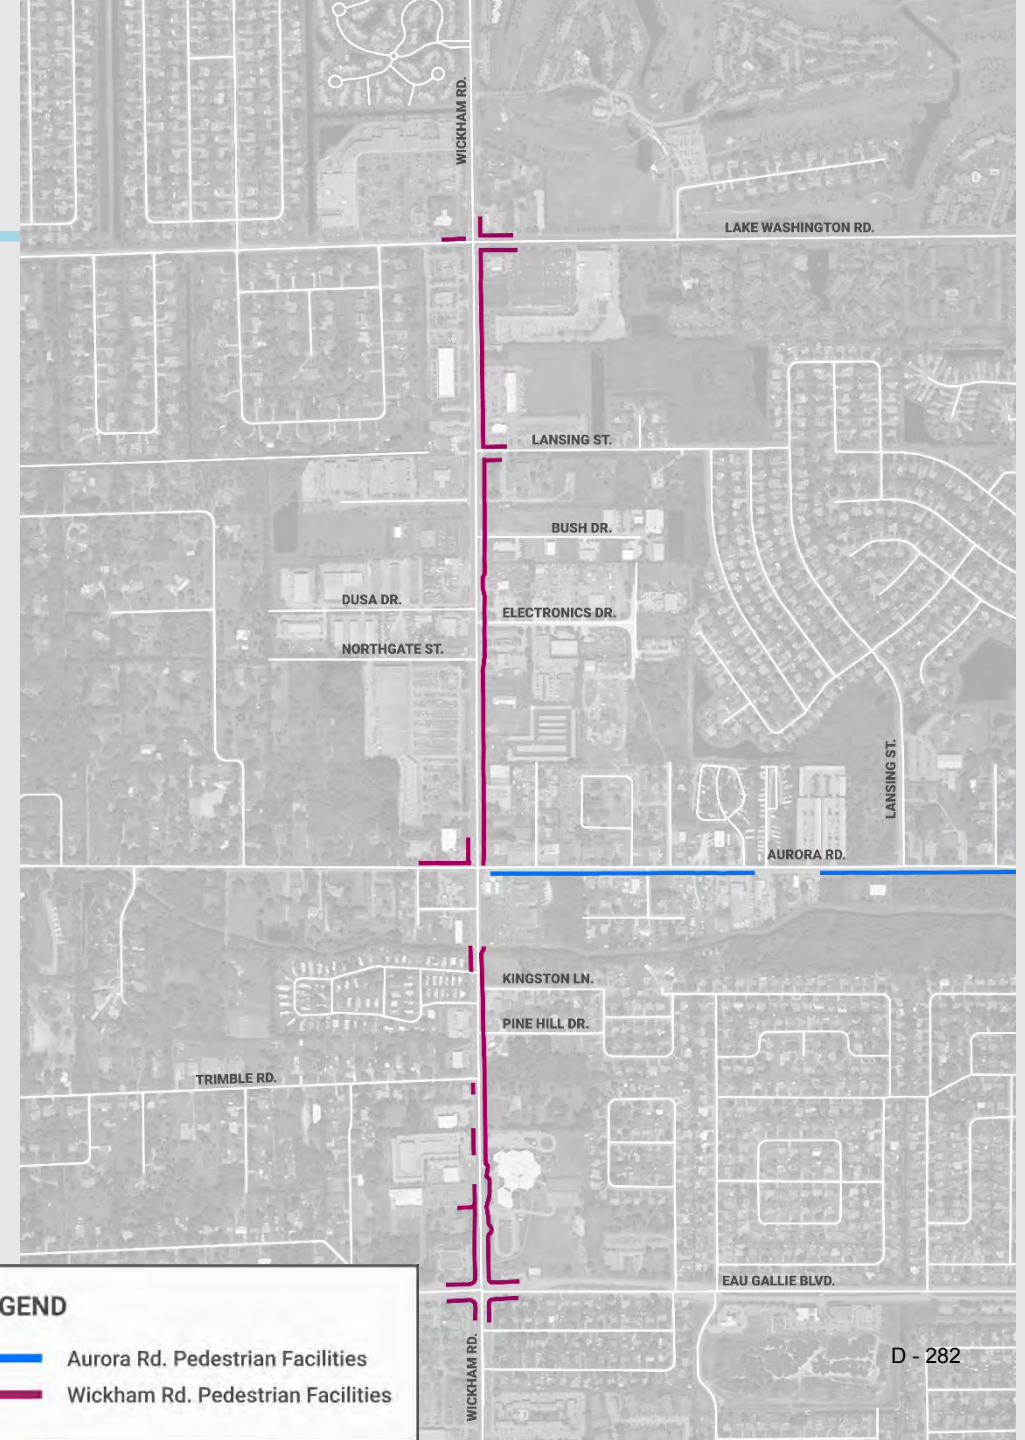 WICKHAM RD.
LAKE WASHINGTON RD.
LANSING ST.
BUSH DR.
DUSA DR.
ELECTRONICS DR.
NORTHGATE ST.
LANSING ST.
AURORA RD.
KINGSTON LN.
PINE HILL DR.
TRIMBLE RD.
EAU GALLIE BLVD.
GEND
Aurora Rd. Pedestrian Facilities
Wickham Rd. Pedestrian Facilities
WICKHAM RD.
D - 282